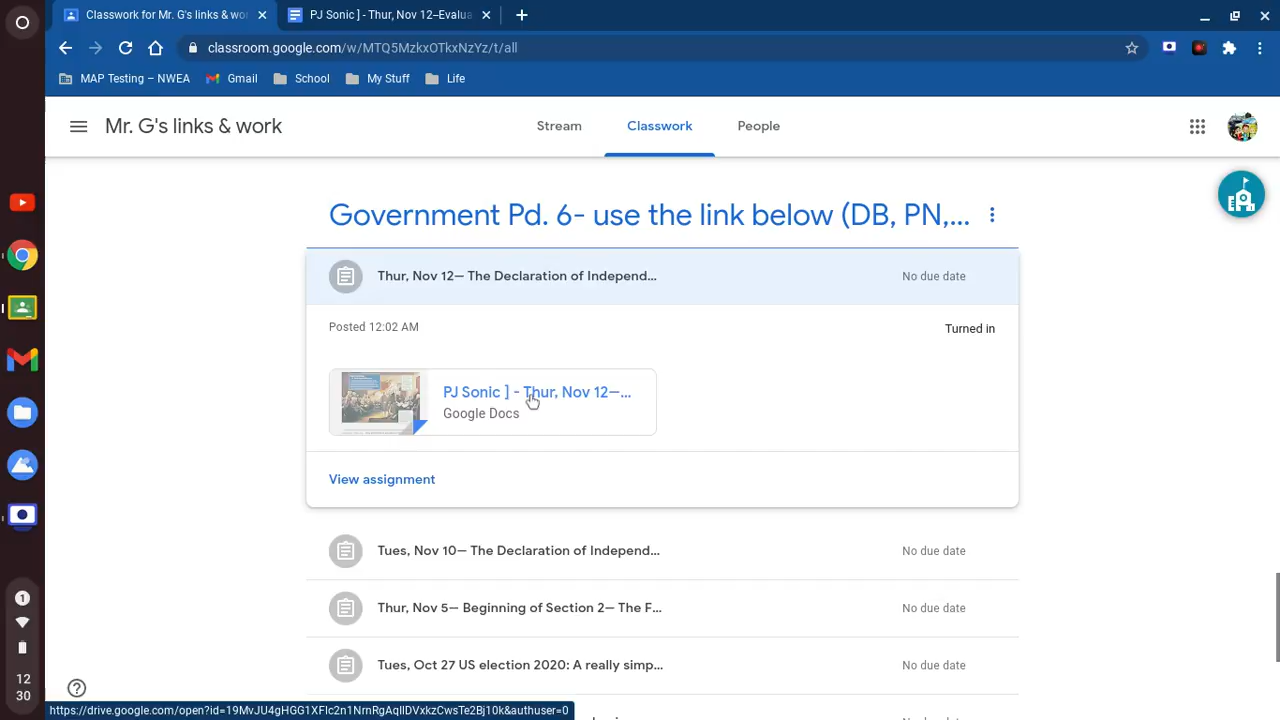 Classwork for Mr. G's links & wor
PJ Sonic ] - Thur, Nov 12—Evalua
classroom.google.com/w/MTQ5MzkxOTkxNzYz/t/all
MAP Testing – NWEA
Gmail
School
My Stuff
Life
Mr. G's links & work
Stream
Classwork
People
Government Pd. 6- use the link below (DB, PN,...
Thur, Nov 12— The Declaration of Independ...
No due date
Posted 12:02 AM
Turned in
PJ Sonic ] - Thur, Nov 12—...
Google Docs
View assignment
Tues, Nov 10— The Declaration of Independ...
No due date
Thur, Nov 5— Beginning of Section 2— The F...
No due date
Tues, Oct 27 US election 2020: A really simp...
No due date
1
12
30
https://drive.google.com/open?id=19MvJU4gHGG1XFIc2n1NrnRgAqIlDVxkzCwsTe2Bj10k&authuser=0